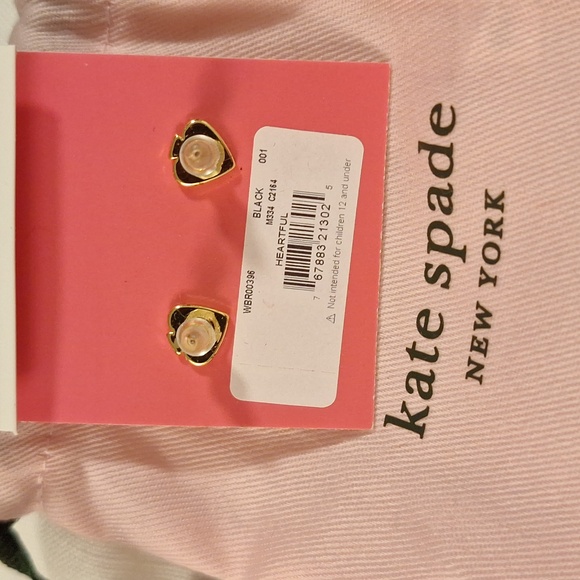 WBR00396
BLACK 001
M334 C2164
HEARTFUL
7 67883 21302 5
⚠ Not intended for children 12 and under
kate spade
NEW YORK